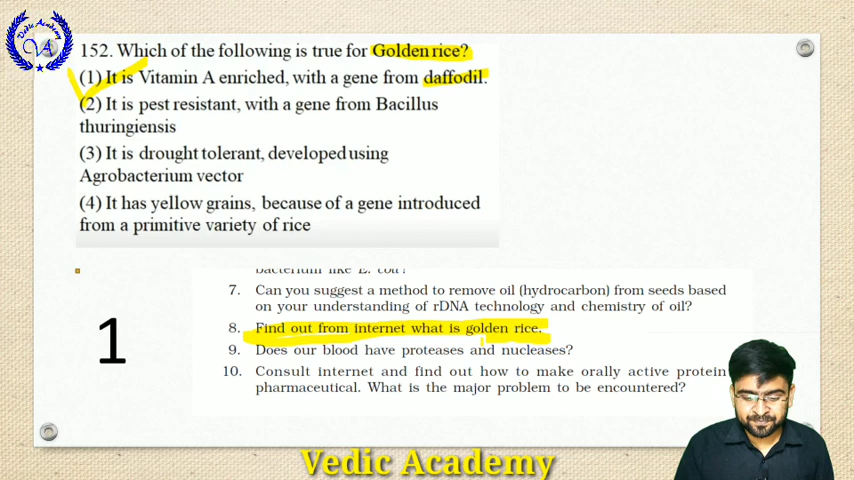 Vedic Academy
VA
152. Which of the following is true for Golden rice?
(1) It is Vitamin A enriched, with a gene from daffodil.
(2) It is pest resistant, with a gene from Bacillus
thuringiensis
(3) It is drought tolerant, developed using
Agrobacterium vector
(4) It has yellow grains, because of a gene introduced
from a primitive variety of rice
bacterium like E. coli?
7. Can you suggest a method to remove oil (hydrocarbon) from seeds based
on your understanding of rDNA technology and chemistry of oil?
8. Find out from internet what is golden rice.
9. Does our blood have proteases and nucleases?
10. Consult internet and find out how to make orally active protein
pharmaceutical. What is the major problem to be encountered?
1
Vedic Academy